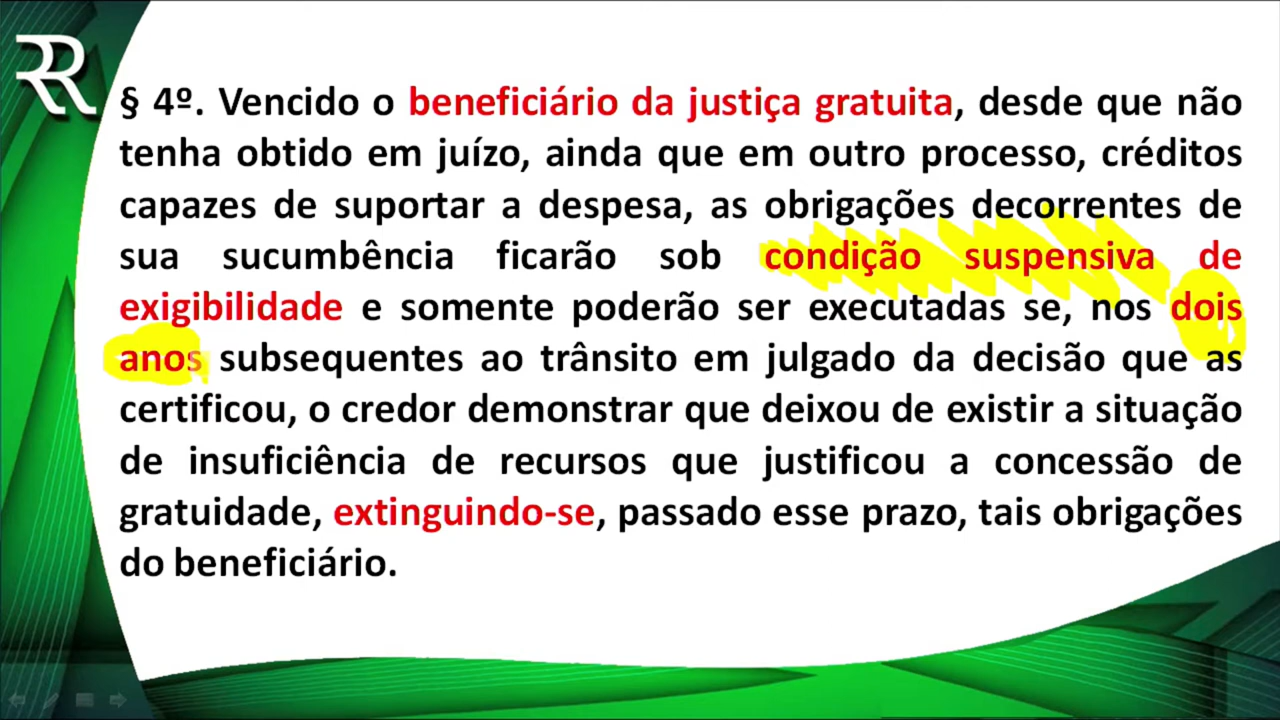 RR
§ 4º. Vencido o beneficiário da justiça gratuita, desde que não
tenha obtido em juízo, ainda que em outro processo, créditos
capazes de suportar a despesa, as obrigações decorrentes de
sua sucumbência ficarão sob condição suspensiva de
exigibilidade e somente poderão ser executadas se, nos dois
anos subsequentes ao trânsito em julgado da decisão que as
certificou, o credor demonstrar que deixou de existir a situação
de insuficiência de recursos que justificou a concessão de
gratuidade, extinguindo-se, passado esse prazo, tais obrigações
do beneficiário.